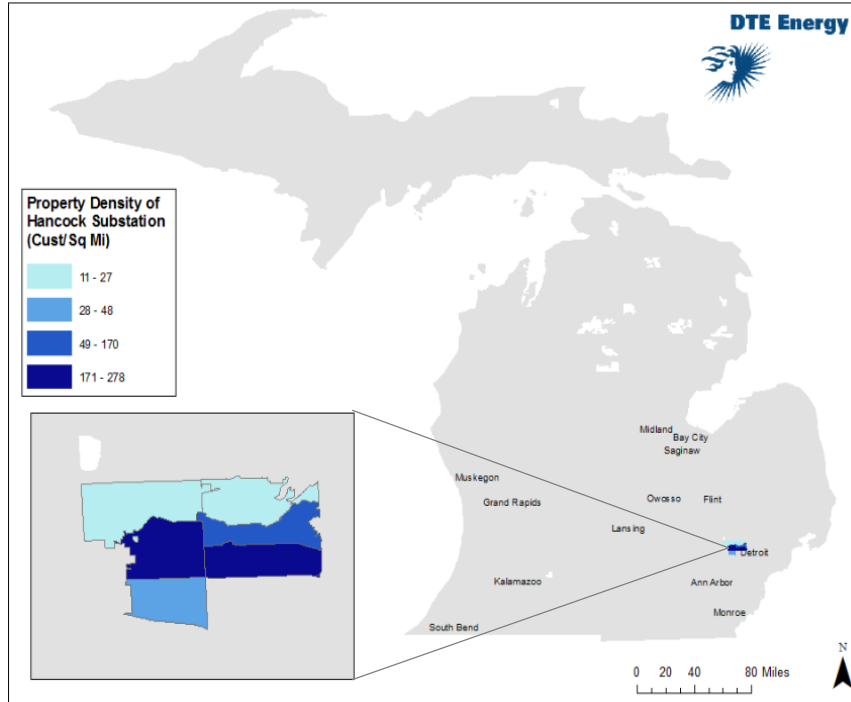 DTE Energy
Property Density of
Hancock Substation
(Cust/Sq Mi)
11 - 27
28 - 48
49 - 170
171 - 278
Midland
Bay City
Saginaw
Muskegon
Grand Rapids
Owosso
Flint
Lansing
Detroit
Kalamazoo
Ann Arbor
Monroe
South Bend
N
0 20 40 80 Miles